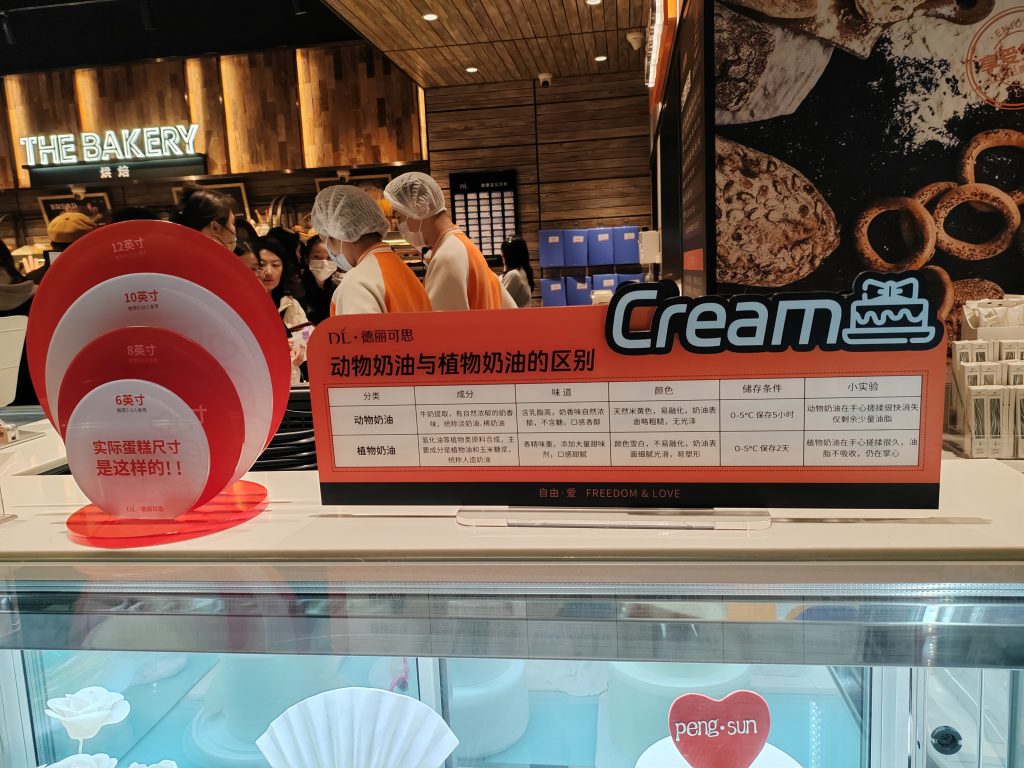 THE BAKERY
烘焙
12英寸
10英寸
8英寸
6英寸
实际蛋糕尺寸
是这样的!!
DL·德丽可思
DL·德丽可思
Cream
动物奶油与植物奶油的区别
分类 成分 味道 颜色 储存条件 小实验
动物奶油 牛奶提取,有自然浓郁的奶香味,统称淡奶油,稀奶油 含乳脂高,奶香味自然浓郁,不含糖,口感香醇 天然米黄色,易融化,奶油表面略粗糙,无光泽 0-5°C 保存5小时 动物奶油在手心搓揉很快消失仅剩余少量油脂
植物奶油 氢化油等植物类原料合成,主要成分是植物油和玉米糖浆,统称人造奶油 香精味重,添加大量甜味剂,口感甜腻 颜色雪白,不易融化,奶油表面细腻光滑,易塑形 0-5°C 保存2天 植物奶油在手心搓揉很久,油脂不吸收,仍在掌心
自由·爱 FREEDOM & LOVE
peng·sun